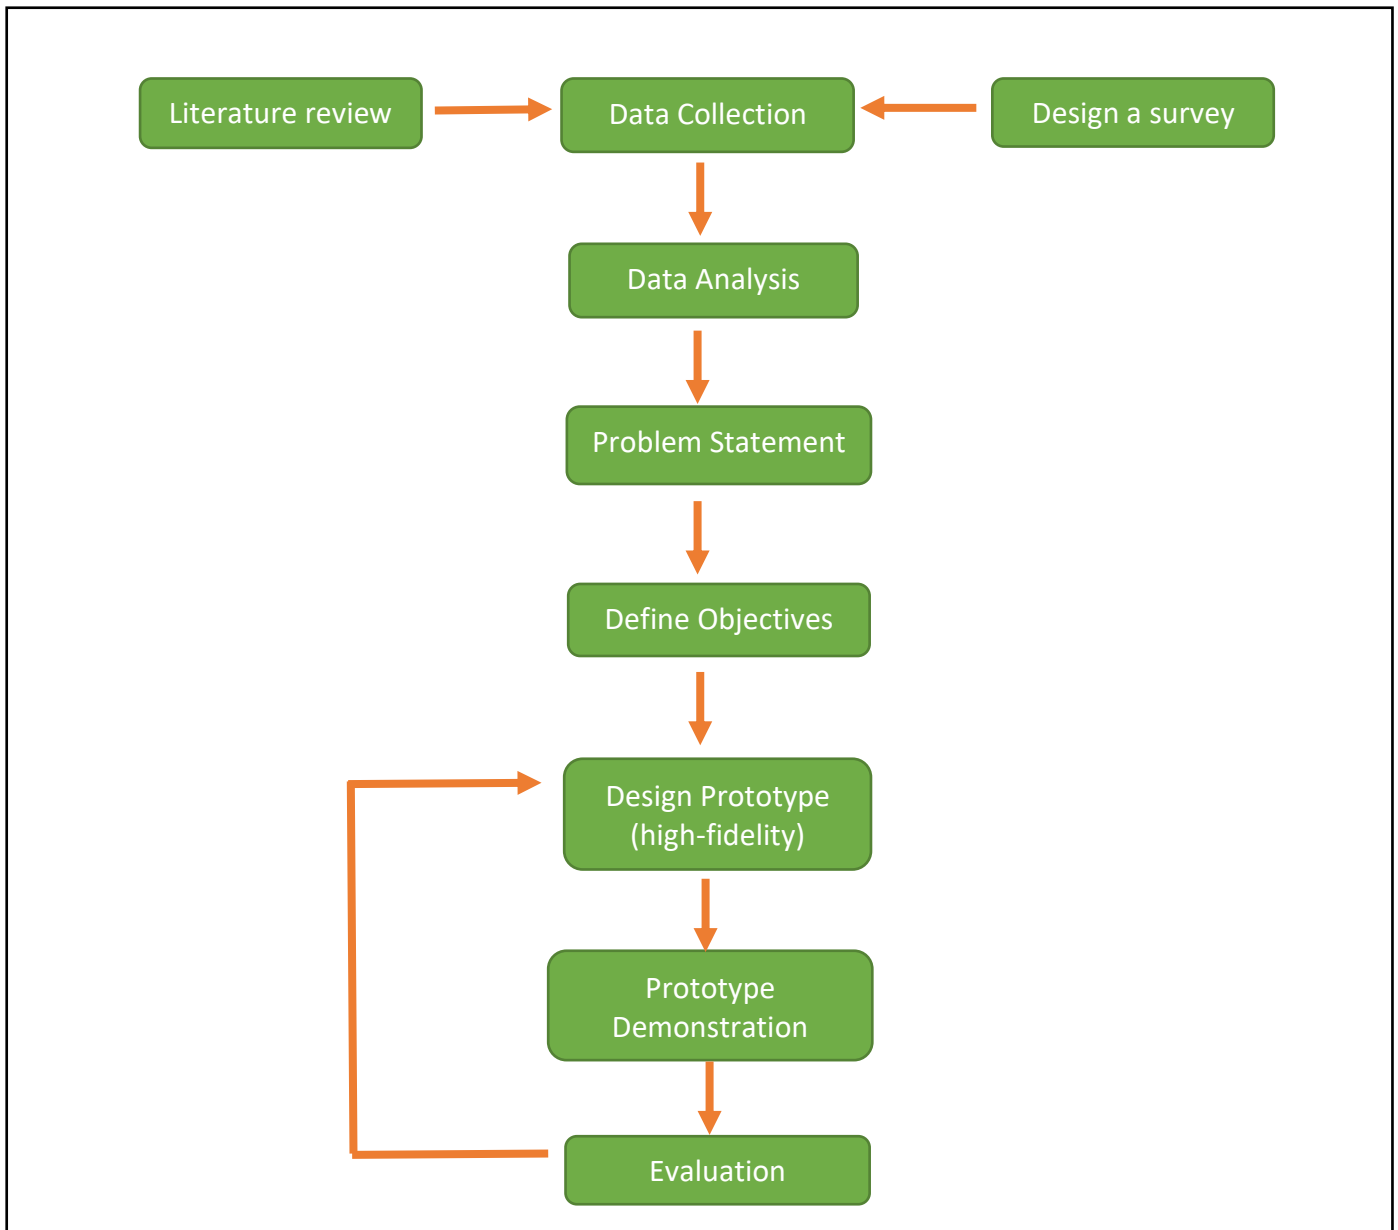 Literature review
Data Collection
Design a survey
Data Analysis
Problem Statement
Define Objectives
Design Prototype
(high-fidelity)
Prototype
Demonstration
Evaluation